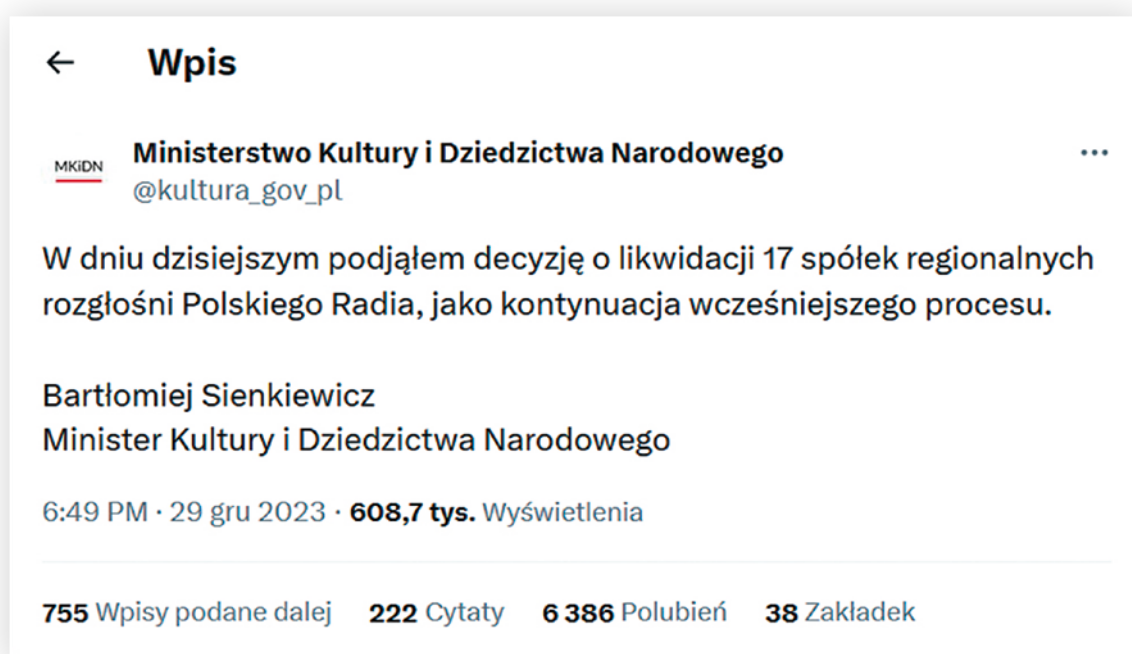 ← Wpis
MKiDN
Ministerstwo Kultury i Dziedzictwa Narodowego
@kultura_gov_pl
W dniu dzisiejszym podjąłem decyzję o likwidacji 17 spółek regionalnych
rozgłośni Polskiego Radia, jako kontynuacja wcześniejszego procesu.
Bartłomiej Sienkiewicz
Minister Kultury i Dziedzictwa Narodowego
6:49 PM · 29 gru 2023 · 608,7 tys. Wyświetlenia
755 Wpisy podane dalej 222 Cytaty 6 386 Polubień 38 Zakładek